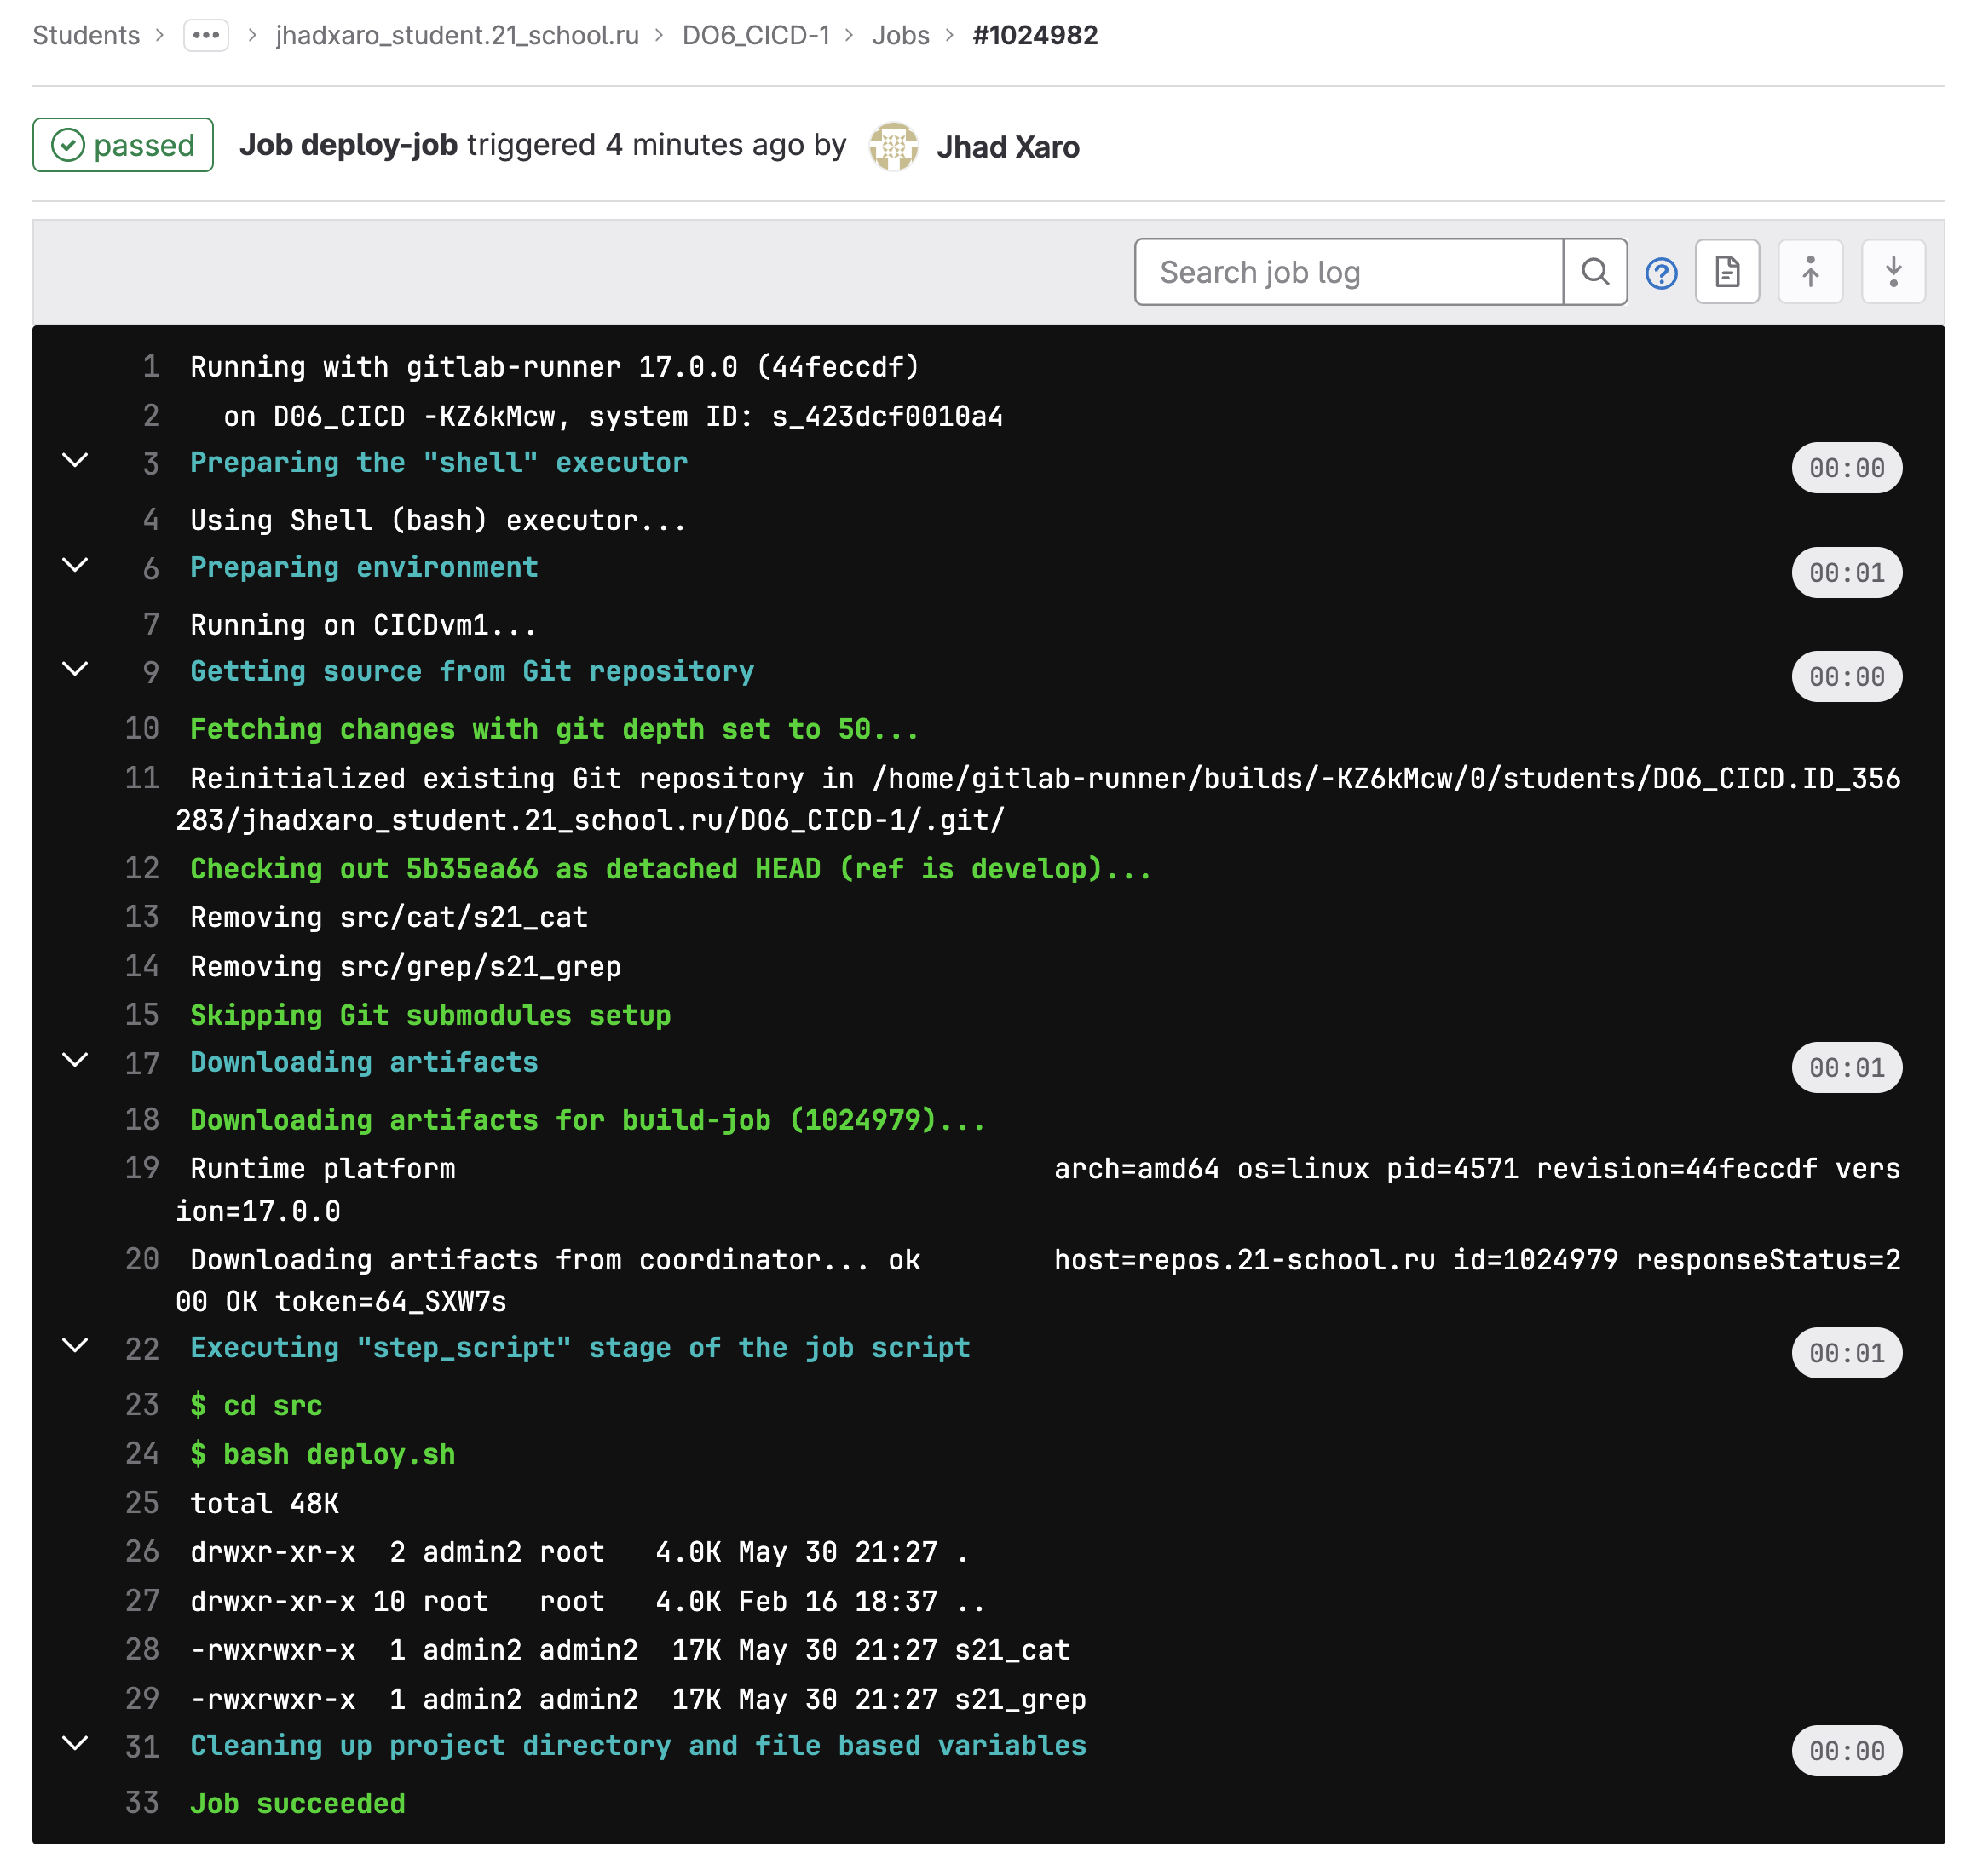 Students > ••• > jhadxaro_student.21_school.ru > DO6_CICD-1 > Jobs > #1024982
passed Job deploy-job triggered 4 minutes ago by Jhad Xaro
Search job log
1 Running with gitlab-runner 17.0.0 (44feccdf)
2   on DO6_CICD -KZ6kMcw, system ID: s_423dcf0010a4
3 Preparing the "shell" executor 00:00
4 Using Shell (bash) executor...
6 Preparing environment 00:01
7 Running on CICDvm1...
9 Getting source from Git repository 00:00
10 Fetching changes with git depth set to 50...
11 Reinitialized existing Git repository in /home/gitlab-runner/builds/-KZ6kMcw/0/students/DO6_CICD.ID_356
283/jhadxaro_student.21_school.ru/DO6_CICD-1/.git/
12 Checking out 5b35ea66 as detached HEAD (ref is develop)...
13 Removing src/cat/s21_cat
14 Removing src/grep/s21_grep
15 Skipping Git submodules setup
17 Downloading artifacts 00:01
18 Downloading artifacts for build-job (1024979)...
19 Runtime platform                                    arch=amd64 os=linux pid=4571 revision=44feccdf vers
ion=17.0.0
20 Downloading artifacts from coordinator... ok        host=repos.21-school.ru id=1024979 responseStatus=2
00 OK token=64_SXW7s
22 Executing "step_script" stage of the job script 00:01
23 $ cd src
24 $ bash deploy.sh
25 total 48K
26 drwxr-xr-x  2 admin2 root   4.0K May 30 21:27 .
27 drwxr-xr-x 10 root   root   4.0K Feb 16 18:37 ..
28 -rwxrwxr-x  1 admin2 admin2  17K May 30 21:27 s21_cat
29 -rwxrwxr-x  1 admin2 admin2  17K May 30 21:27 s21_grep
31 Cleaning up project directory and file based variables 00:00
33 Job succeeded